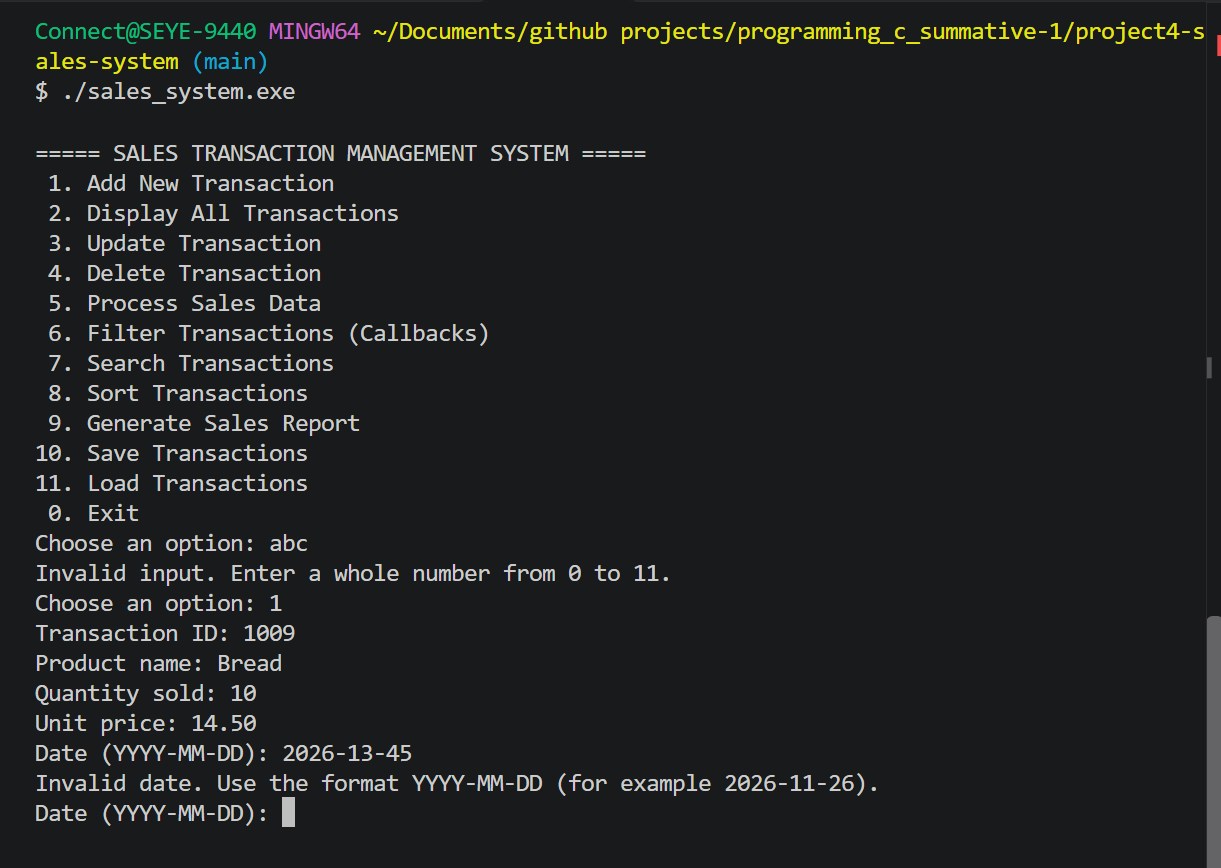 Connect@SEYE-9440 MINGW64 ~/Documents/github projects/programming_c_summative-1/project4-s
ales-system (main)
$ ./sales_system.exe
===== SALES TRANSACTION MANAGEMENT SYSTEM =====
 1. Add New Transaction
 2. Display All Transactions
 3. Update Transaction
 4. Delete Transaction
 5. Process Sales Data
 6. Filter Transactions (Callbacks)
 7. Search Transactions
 8. Sort Transactions
 9. Generate Sales Report
10. Save Transactions
11. Load Transactions
 0. Exit
Choose an option: abc
Invalid input. Enter a whole number from 0 to 11.
Choose an option: 1
Transaction ID: 1009
Product name: Bread
Quantity sold: 10
Unit price: 14.50
Date (YYYY-MM-DD): 2026-13-45
Invalid date. Use the format YYYY-MM-DD (for example 2026-11-26).
Date (YYYY-MM-DD):